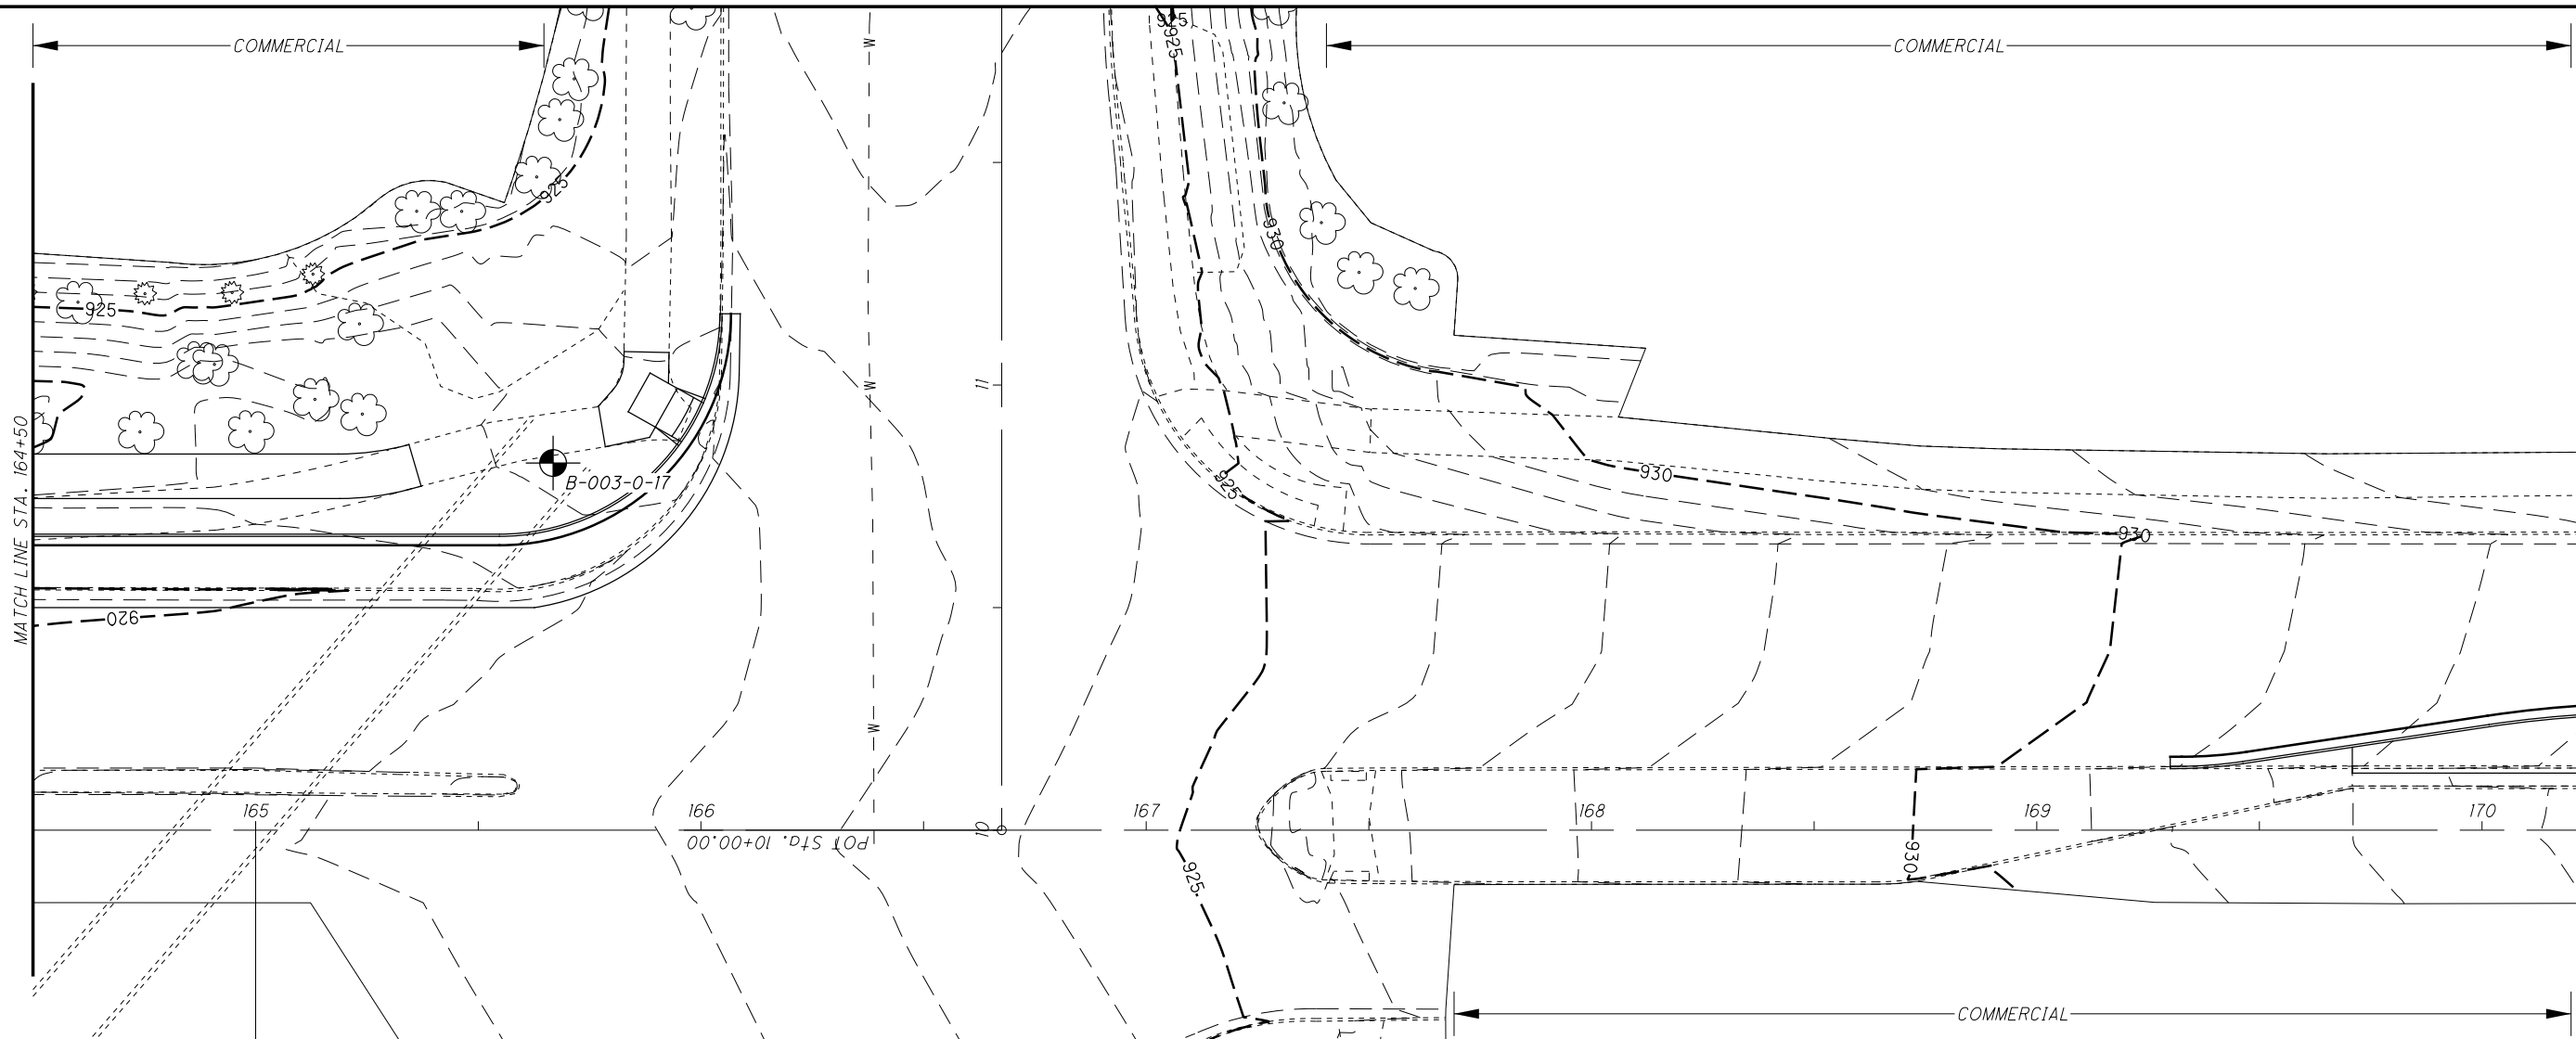 COMMERCIAL
COMMERCIAL
925
925
W
925
930
925
W
11
MATCH LINE STA. 164+50
B-003-0-17
925
930
930
920
W
165
166
167
168
169
170
10
POT Sta. 10+00.00
925
930
COMMERCIAL